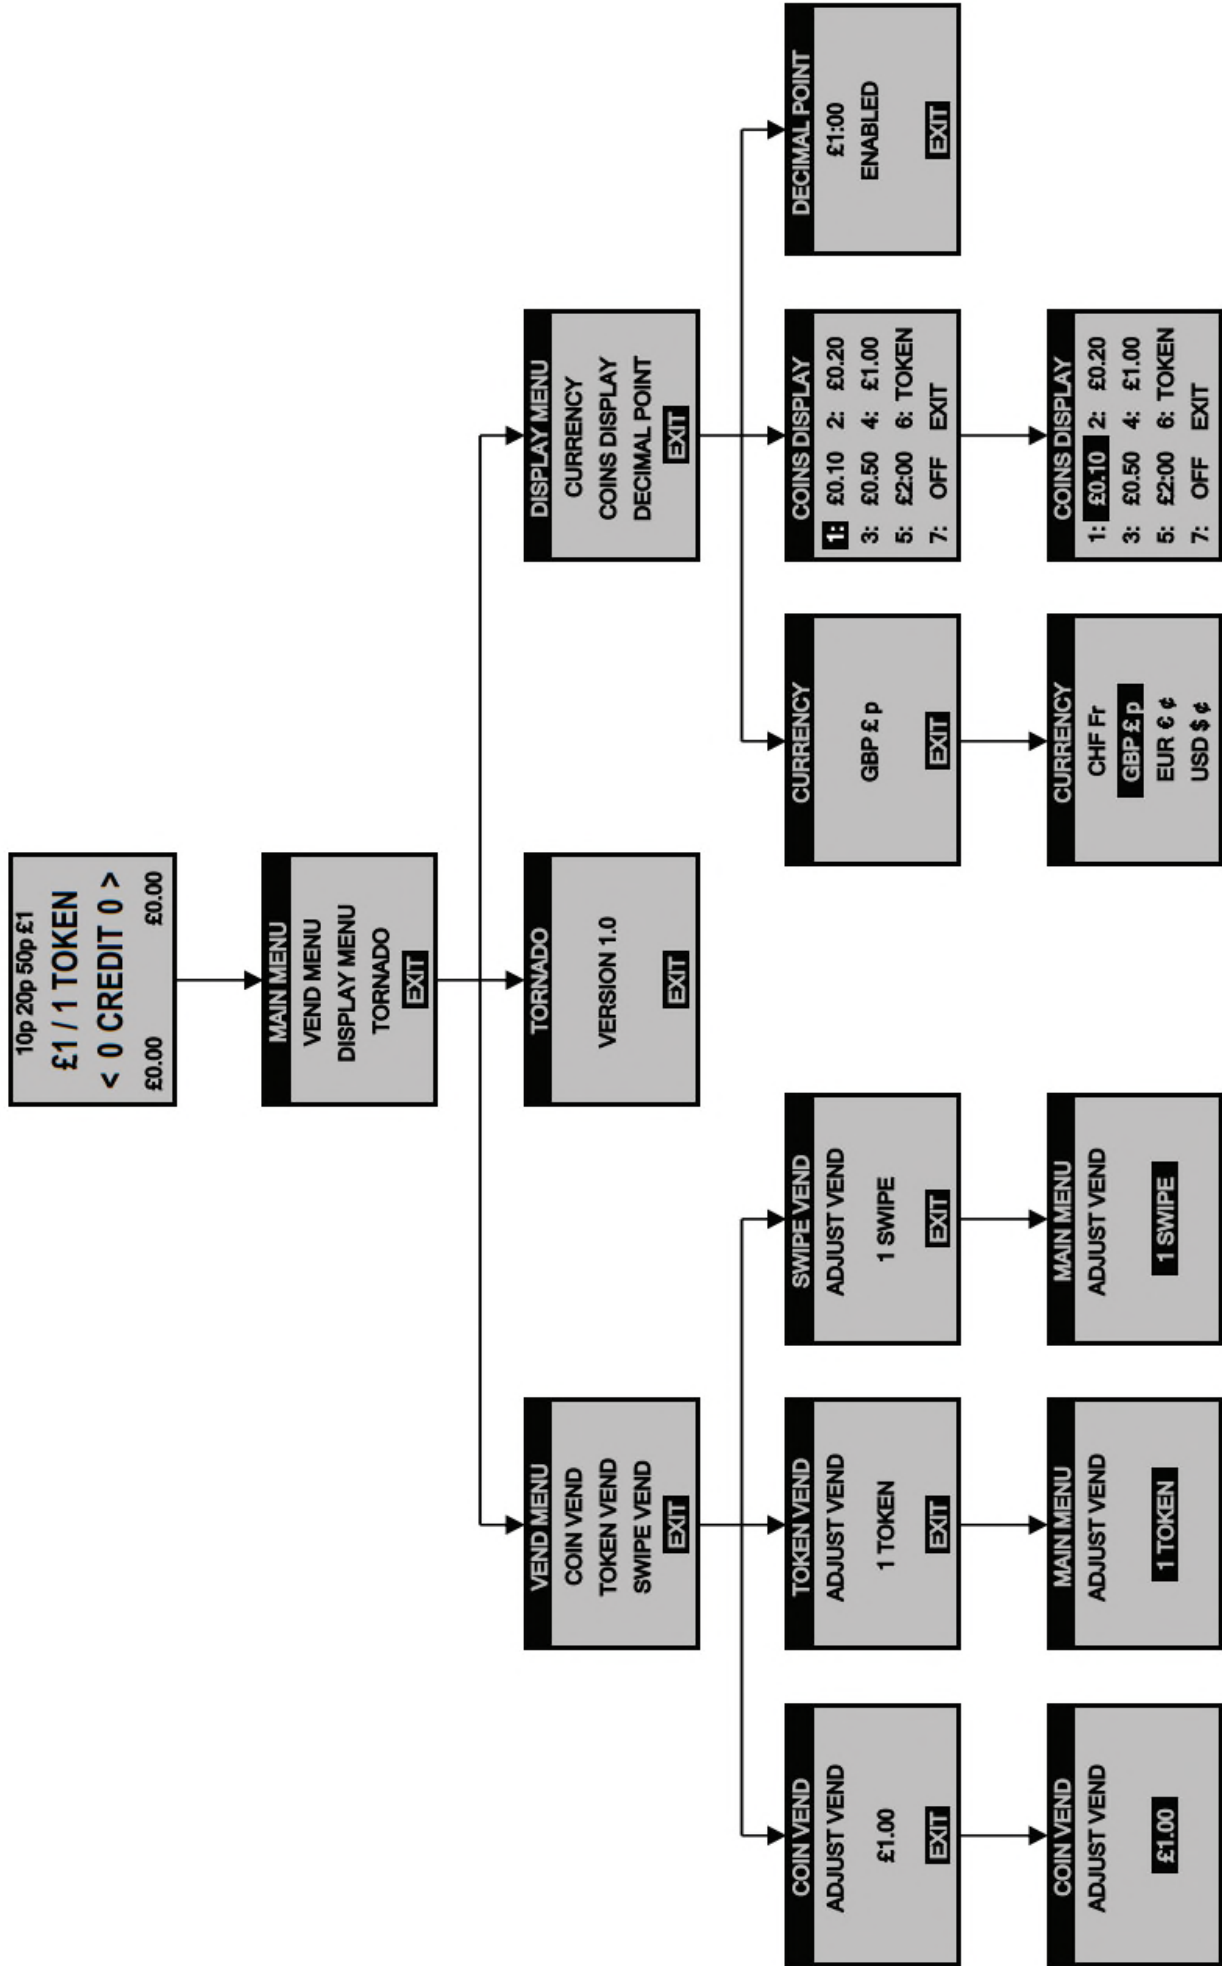 10p 20p 50p £1
£1 / 1 TOKEN
< 0 CREDIT 0 >
£0.00 £0.00
MAIN MENU
VEND MENU
DISPLAY MENU
TORNADO
EXIT
VEND MENU
COIN VEND
TOKEN VEND
SWIPE VEND
EXIT
TORNADO
VERSION 1.0
EXIT
DISPLAY MENU
CURRENCY
COINS DISPLAY
DECIMAL POINT
EXIT
COIN VEND
ADJUST VEND
£1.00
EXIT
TOKEN VEND
ADJUST VEND
1 TOKEN
EXIT
SWIPE VEND
ADJUST VEND
1 SWIPE
EXIT
CURRENCY
GBP £ p
EXIT
COINS DISPLAY
1: £0.10 2: £0.20
3: £0.50 4: £1.00
5: £2:00 6: TOKEN
7: OFF EXIT
DECIMAL POINT
£1:00
ENABLED
EXIT
COIN VEND
ADJUST VEND
£1.00
MAIN MENU
ADJUST VEND
1 TOKEN
MAIN MENU
ADJUST VEND
1 SWIPE
CURRENCY
CHF Fr
GBP £ p
EUR € ¢
USD $ ¢
COINS DISPLAY
1: £0.10 2: £0.20
3: £0.50 4: £1.00
5: £2:00 6: TOKEN
7: OFF EXIT